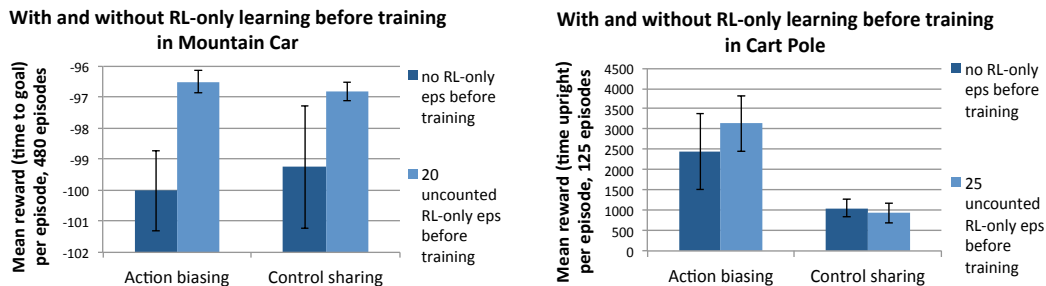 With and without RL-only learning before training
in Mountain Car
Mean reward (time to goal)
per episode, 480 episodes
-96
-97
-98
-99
-100
-101
-102
Action biasing
Control sharing
no RL-only
eps before
training
20
uncounted
RL-only eps
before
training
With and without RL-only learning before training
in Cart Pole
Mean reward (time upright)
per episode, 125 episodes
4500
4000
3500
3000
2500
2000
1500
1000
500
0
Action biasing
Control sharing
no RL-only
eps before
training
25
uncounted
RL-only eps
before
training